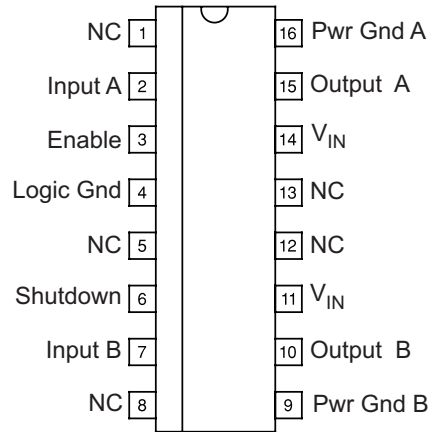 NC 1 16 Pwr Gnd A
Input A 2 15 Output A
Enable 3 14 VIN
Logic Gnd 4 13 NC
NC 5 12 NC
Shutdown 6 11 VIN
Input B 7 10 Output B
NC 8 9 Pwr Gnd B